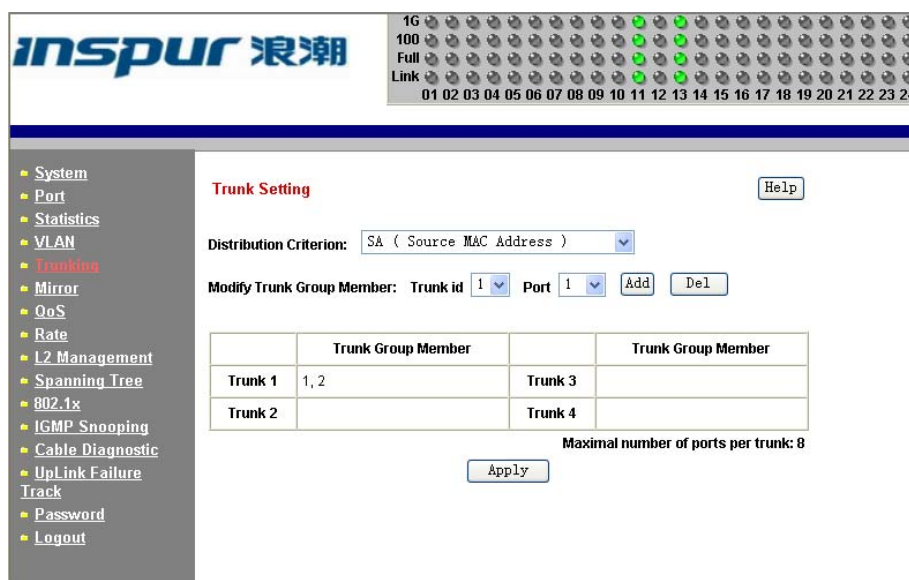 inspur 浪潮
1G
100
Full
Link
01 02 03 04 05 06 07 08 09 10 11 12 13 14 15 16 17 18 19 20 21 22 23
System
Port
Statistics
VLAN
Trunking
Mirror
QoS
Rate
L2 Management
Spanning Tree
802.1x
IGMP Snooping
Cable Diagnostic
UpLink Failure
Track
Password
Logout
Trunk Setting
Help
Distribution Criterion: SA ( Source MAC Address )
Modify Trunk Group Member: Trunk id 1 Port 1 Add Del
Trunk Group Member Trunk Group Member
Trunk 1 1, 2 Trunk 3
Trunk 2 Trunk 4
Maximal number of ports per trunk: 8
Apply